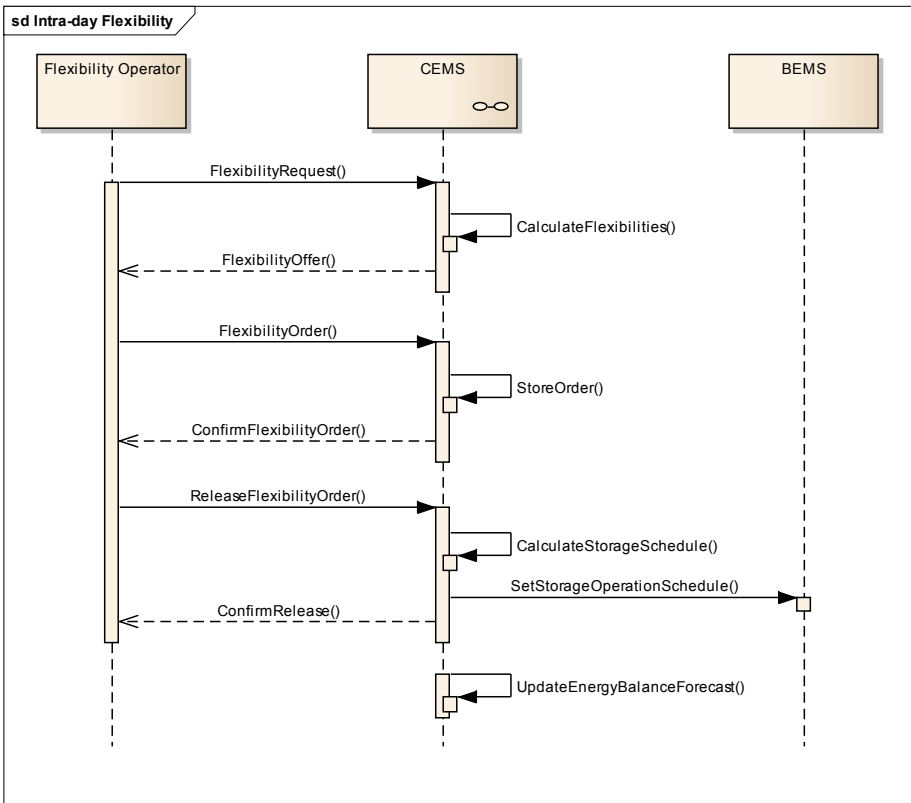 sd Intra-day Flexibility
Flexibility Operator
CEMS
BEMS
FlexibilityRequest()
CalculateFlexibilities()
FlexibilityOffer()
FlexibilityOrder()
StoreOrder()
ConfirmFlexibilityOrder()
ReleaseFlexibilityOrder()
CalculateStorageSchedule()
SetStorageOperationSchedule()
ConfirmRelease()
UpdateEnergyBalanceForecast()